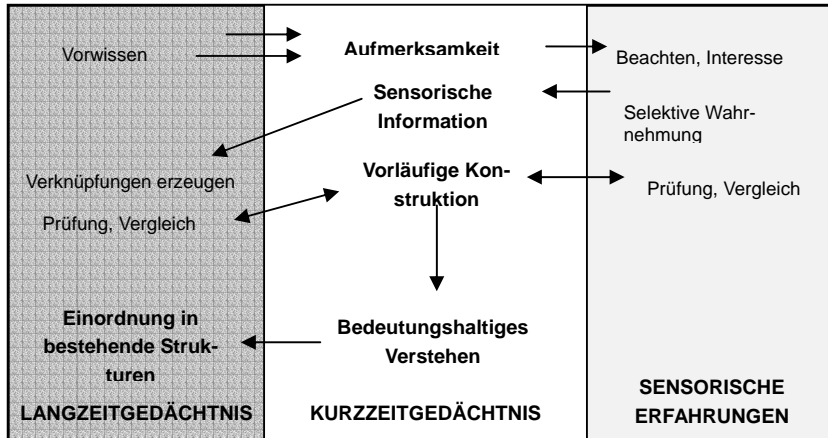 Vorwissen
Aufmerksamkeit
Beachten, Interesse
Sensorische
Information
Selektive Wahr-
nehmung
Verknüpfungen erzeugen
Vorläufige Kon-
struktion
Prüfung, Vergleich
Prüfung, Vergleich
Einordnung in
bestehende Struk-
turen
Bedeutungshaltiges
Verstehen
LANGZEITGEDÄCHTNIS
KURZZEITGEDÄCHTNIS
SENSORISCHE
ERFAHRUNGEN